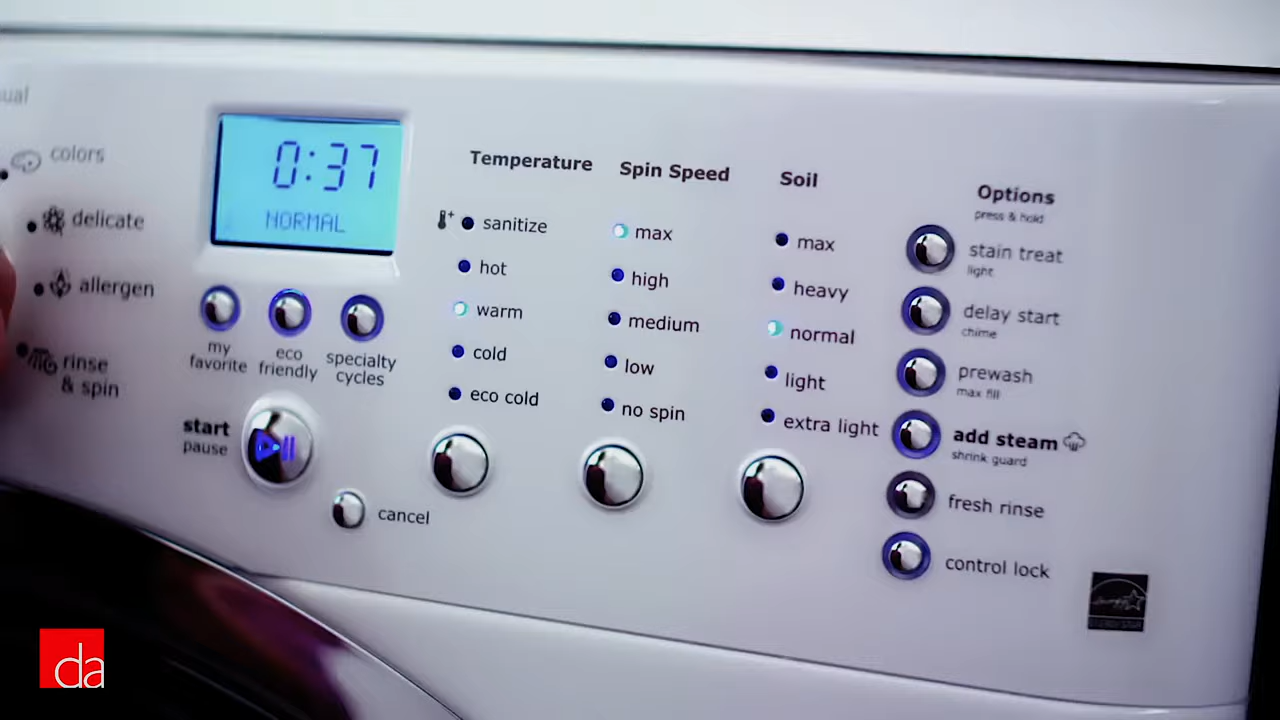 colors
delicate
allergen
rinse
& spin
0:37
NORMAL
my
favorite
eco
friendly
specialty
cycles
start
pause
cancel
Temperature
sanitize
hot
warm
cold
eco cold
Spin Speed
max
high
medium
low
no spin
Soil
max
heavy
normal
light
extra light
Options
press & hold
stain treat
light
delay start
chime
prewash
max fill
add steam
shrink guard
fresh rinse
control lock
da